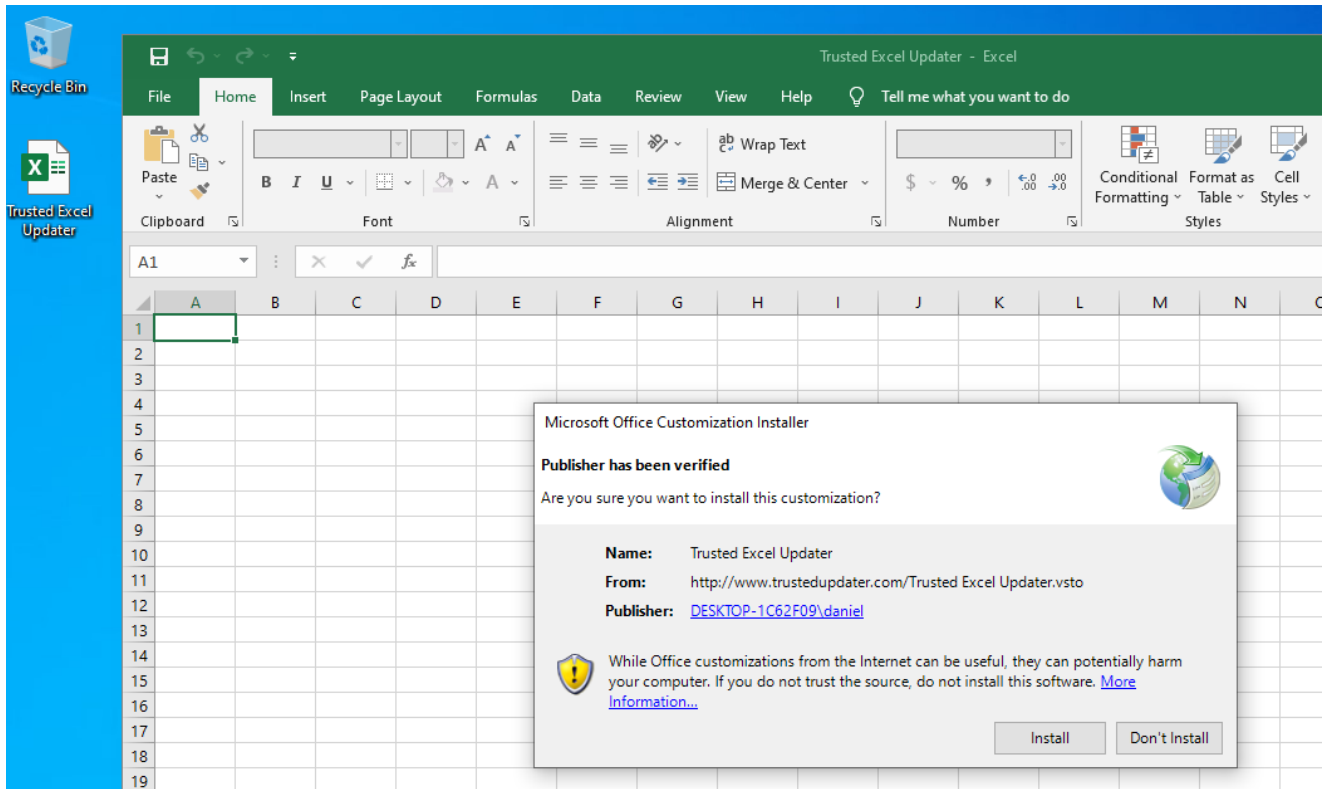 Recycle Bin
Trusted Excel
Updater
Trusted Excel Updater - Excel
File Home Insert Page Layout Formulas Data Review View Help Tell me what you want to do
Paste
Clipboard
B I U A
A A
Font
ab Wrap Text
Merge & Center
Alignment
$ % , .00 .0
Number
Conditional Formatting
Format as Table
Cell Styles
Styles
A1
fx
A B C D E F G H I J K L M N
1
2
3
4
5
6
7
8
9
10
11
12
13
14
15
16
17
18
19
Microsoft Office Customization Installer
Publisher has been verified
Are you sure you want to install this customization?
Name: Trusted Excel Updater
From: http://www.trustedupdater.com/Trusted Excel Updater.vsto
Publisher: DESKTOP-1C62F09\daniel
While Office customizations from the Internet can be useful, they can potentially harm
your computer. If you do not trust the source, do not install this software. More
Information...
Install Don't Install